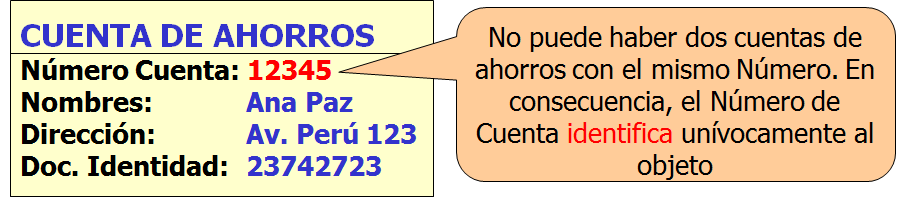 CUENTA DE AHORROS
Número Cuenta: 12345
Nombres: Ana Paz
Dirección: Av. Perú 123
Doc. Identidad: 23742723
No puede haber dos cuentas de
ahorros con el mismo Número. En
consecuencia, el Número de
Cuenta identifica unívocamente al
objeto